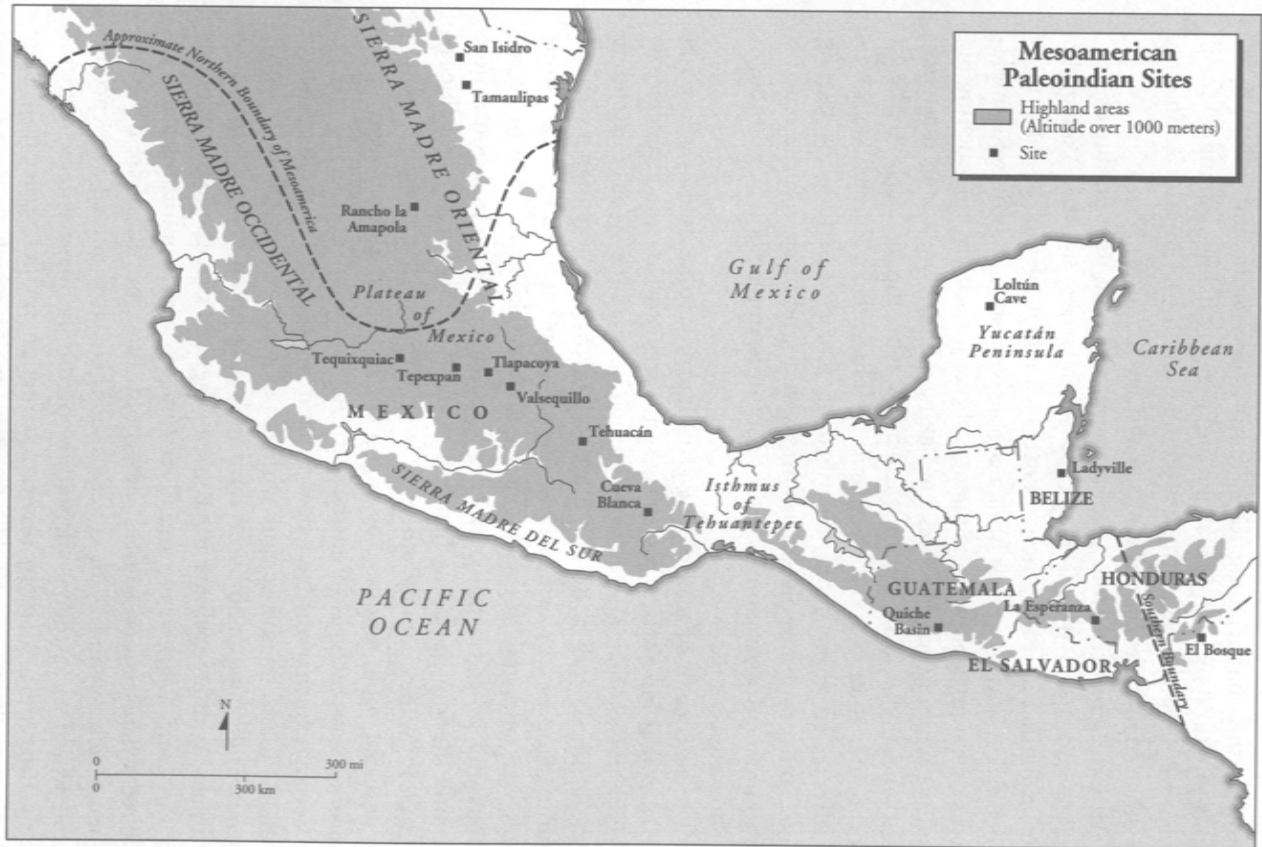 Mesoamerican
Paleoindian Sites
Highland areas
(Altitude over 1000 meters)
Site
SIERRA MADRE ORIENTAL
Approximate Northern Boundary of Mesoamerica
SIERRA MADRE OCCIDENTAL
San Isidro
Tamaulipas
Rancho la
Amapola
Plateau
of
Mexico
Gulf of
Mexico
Loltún
Cave
Yucatán
Peninsula
Caribbean
Sea
Tequixquiac
Tepexpan
Tlapacoya
Valsequillo
MEXICO
Tehuacán
SIERRA MADRE DEL SUR
Cueva
Blanca
Isthmus
of
Tehuantepec
Ladyville
BELIZE
PACIFIC
OCEAN
GUATEMALA
HONDURAS
Quiche
Basin
La Esperanza
Southern Boundary
El Bosque
EL SALVADOR
N
0
300 mi
0
300 km